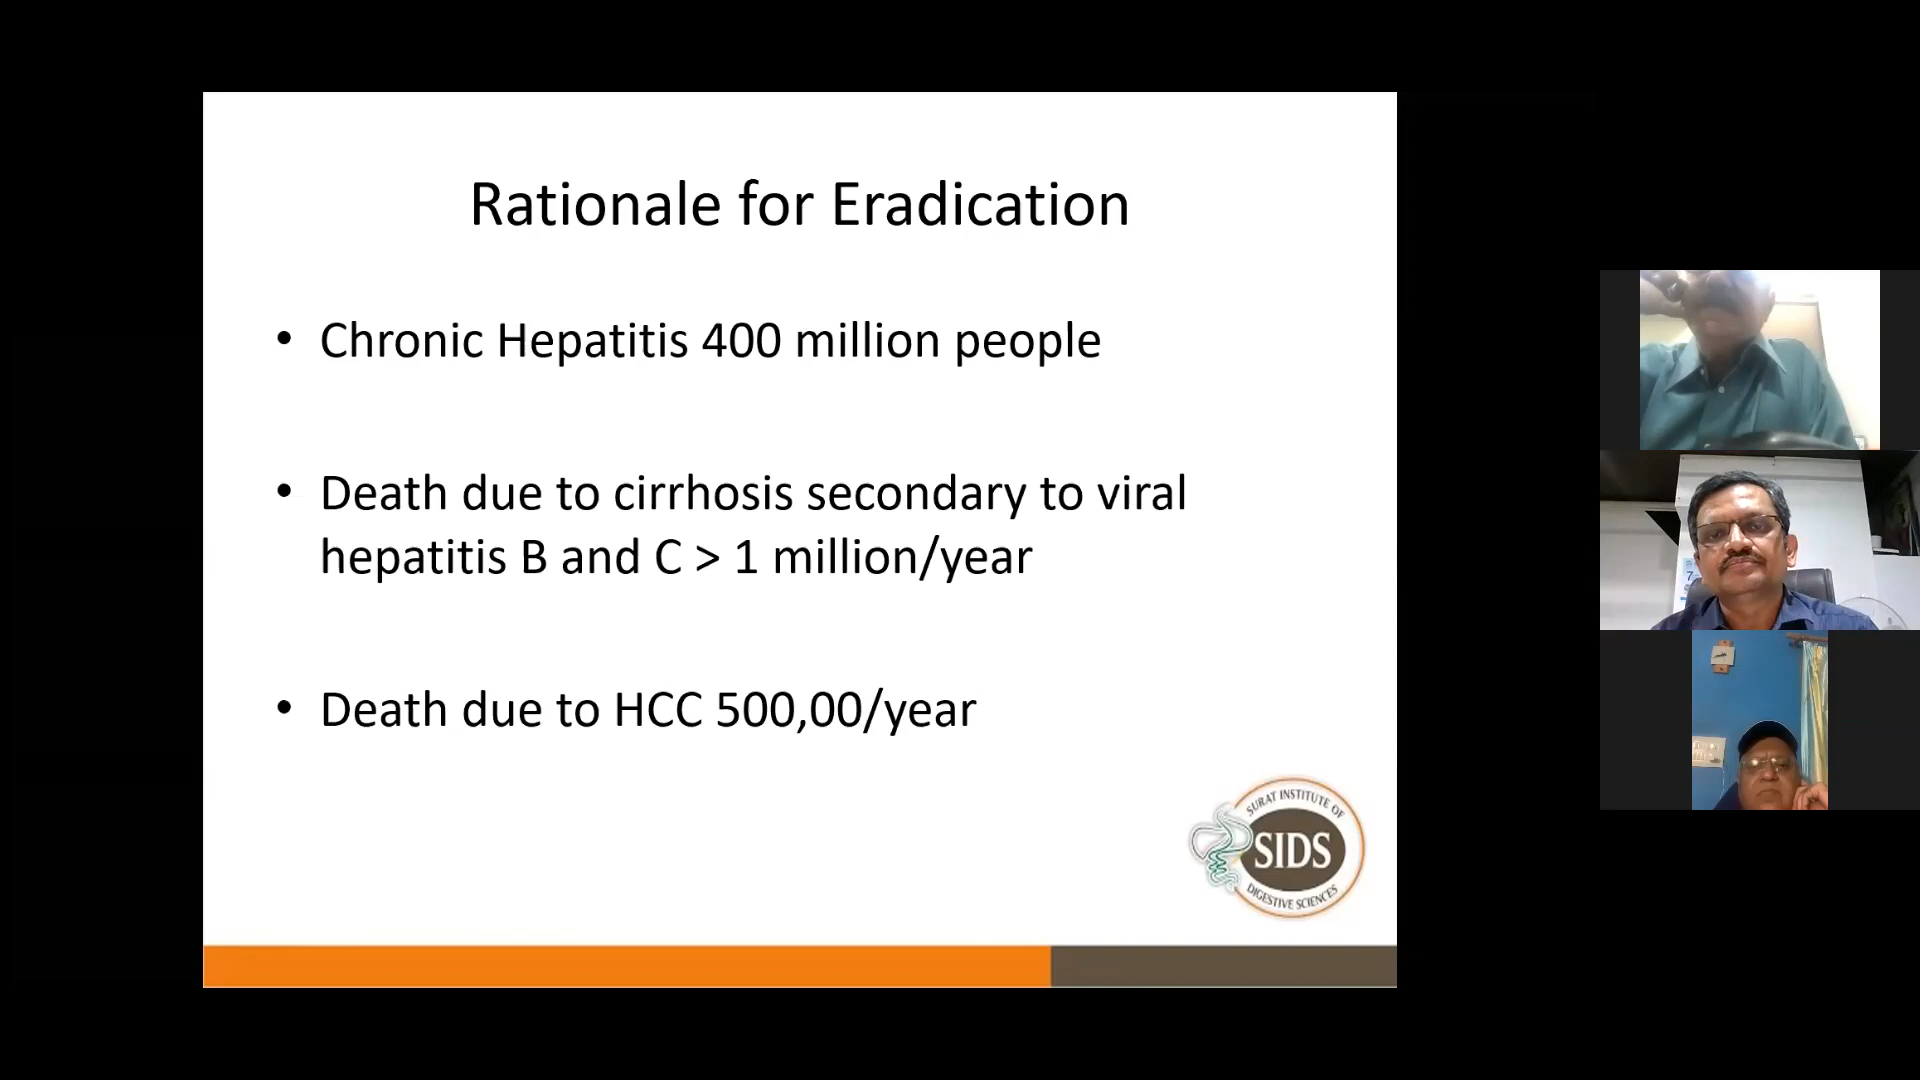 Rationale for Eradication
• Chronic Hepatitis 400 million people
• Death due to cirrhosis secondary to viral
hepatitis B and C > 1 million/year
• Death due to HCC 500,00/year
SURAT INSTITUTE OF
SIDS
DIGESTIVE SCIENCES
7